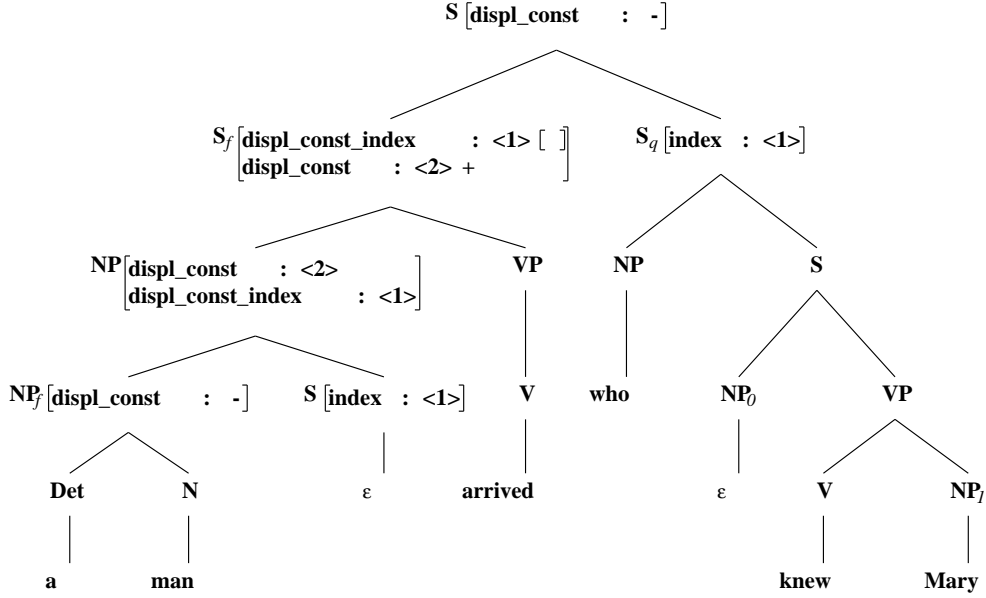 S [displ_const : -]
S_f [displ_const_index : <1> [ ]
displ_const : <2> + ]
S_q [index : <1>]
NP [displ_const : <2>
displ_const_index : <1>]
VP
NP
S
NP_f [displ_const : -]
S [index : <1>]
V
who
NP_0
VP
Det
N
ε
arrived
ε
V
NP_1
a
man
knew
Mary